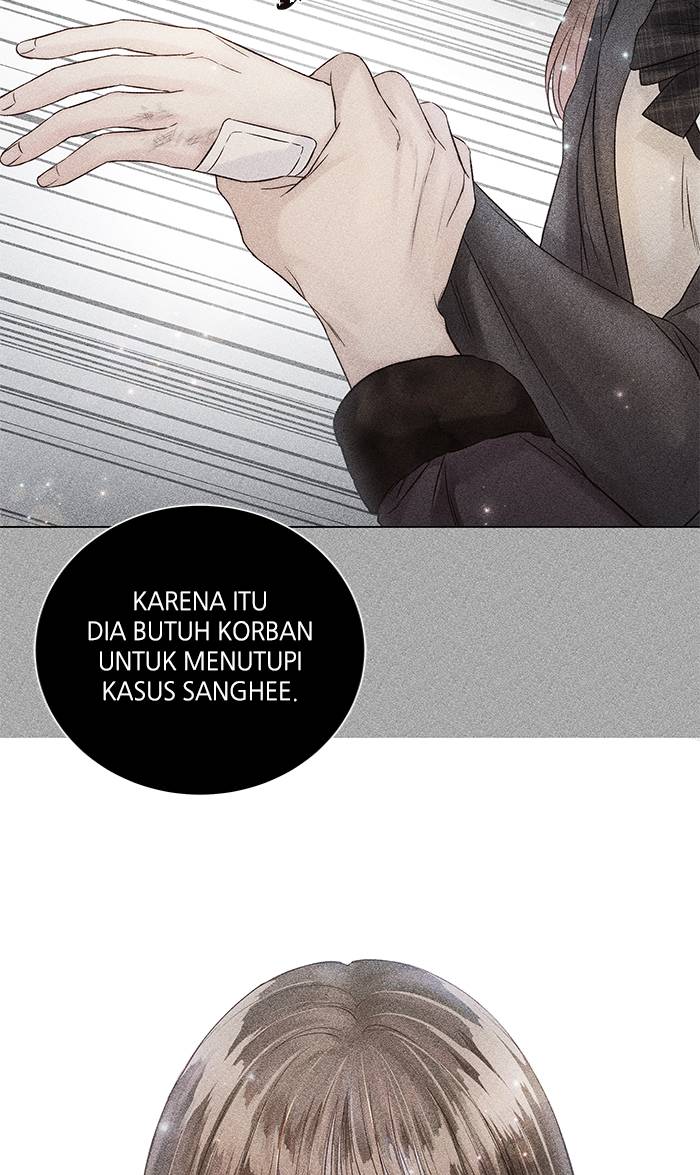 KARENA ITU
DIA BUTUH KORBAN
UNTUK MENUTUPI
KASUS SANGHEE.